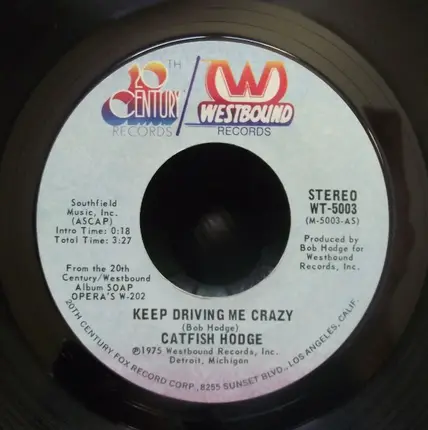 20TH
CENTURY
RECORDS
W
WESTBOUND
RECORDS
Southfield
Music, Inc.
(ASCAP)
Intro Time: 0:18
Total Time: 3:27
From the 20th
Century/Westbound
Album SOAP
OPERA'S W-202
STEREO
WT-5003
(M-5003-AS)
Produced by
Bob Hodge for
Westbound
Records, Inc.
KEEP DRIVING ME CRAZY
(Bob Hodge)
CATFISH HODGE
℗1975 Westbound Records, Inc.
Detroit, Michigan
20TH CENTURY FOX RECORD CORP., 8255 SUNSET BLVD., LOS ANGELES, CALIF.